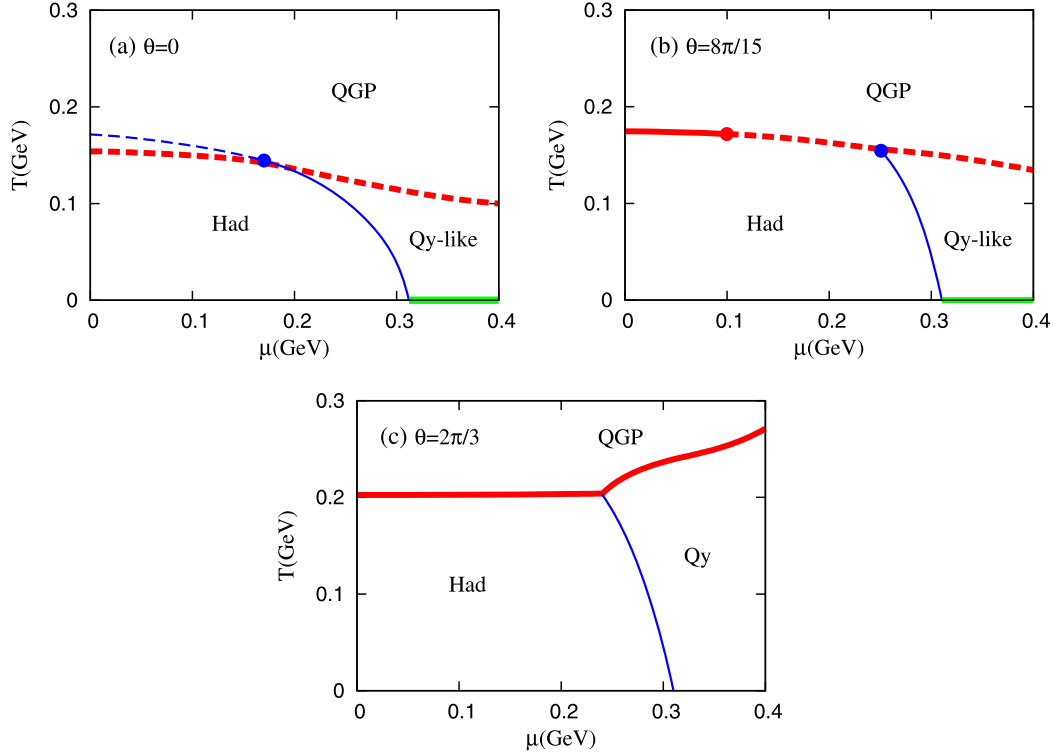 (a) θ=0
QGP
Had
Qy-like
T(GeV)
0.3
0.2
0.1
0
0 0.1 0.2 0.3 0.4
μ(GeV)
(b) θ=8π/15
QGP
Had
Qy-like
T(GeV)
0.3
0.2
0.1
0
0 0.1 0.2 0.3 0.4
μ(GeV)
(c) θ=2π/3
QGP
Had
Qy
T(GeV)
0.3
0.2
0.1
0
0 0.1 0.2 0.3 0.4
μ(GeV)